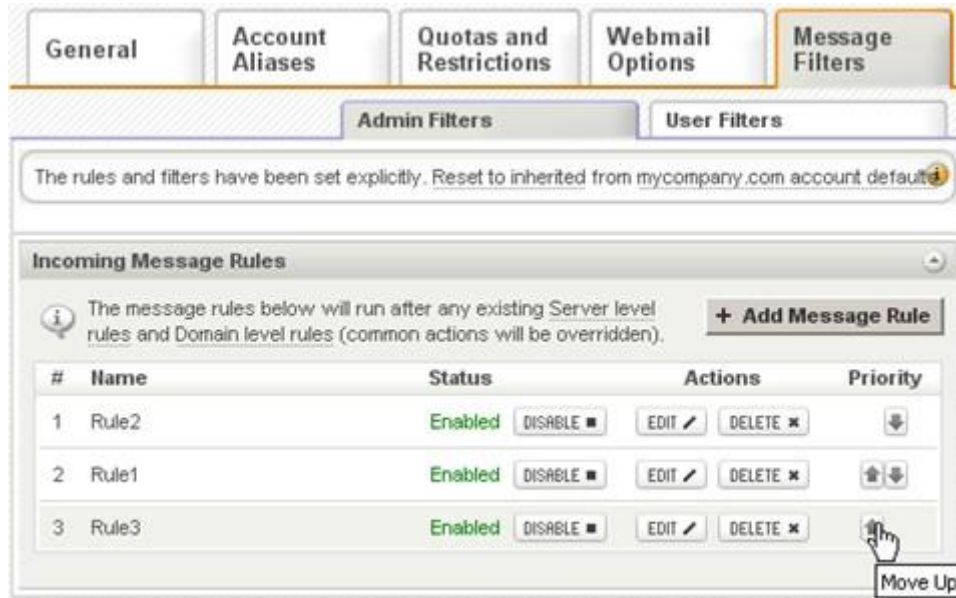 General
Account Aliases
Quotas and Restrictions
Webmail Options
Message Filters
Admin Filters
User Filters
The rules and filters have been set explicitly. Reset to inherited from mycompany.com account defaults
Incoming Message Rules
The message rules below will run after any existing Server level
rules and Domain level rules (common actions will be overridden).
+ Add Message Rule
# Name Status Actions Priority
1 Rule2 Enabled DISABLE EDIT DELETE
2 Rule1 Enabled DISABLE EDIT DELETE
3 Rule3 Enabled DISABLE EDIT DELETE
Move Up